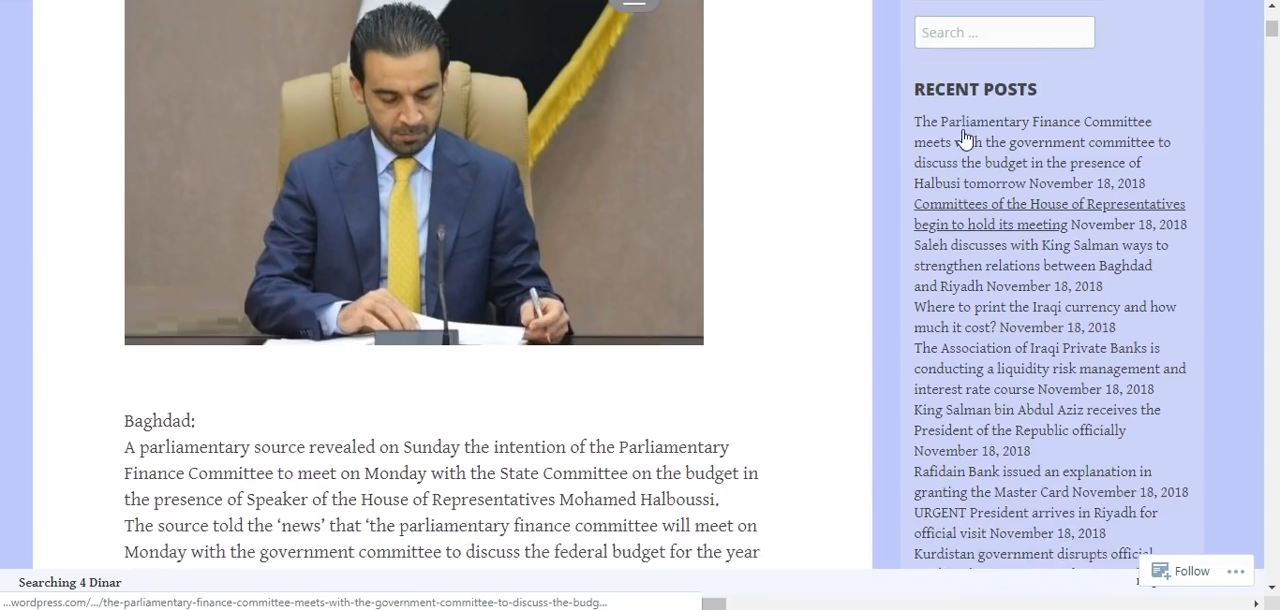 Search ...
RECENT POSTS
The Parliamentary Finance Committee
meets with the government committee to
discuss the budget in the presence of
Halbusi tomorrow November 18, 2018
Committees of the House of Representatives
begin to hold its meeting November 18, 2018
Saleh discusses with King Salman ways to
strengthen relations between Baghdad
and Riyadh November 18, 2018
Where to print the Iraqi currency and how
much it cost? November 18, 2018
The Association of Iraqi Private Banks is
conducting a liquidity risk management and
interest rate course November 18, 2018
King Salman bin Abdul Aziz receives the
President of the Republic officially
November 18, 2018
Rafidain Bank issued an explanation in
granting the Master Card November 18, 2018
URGENT President arrives in Riyadh for
official visit November 18, 2018
Kurdistan government disrupts official
Baghdad:
A parliamentary source revealed on Sunday the intention of the Parliamentary
Finance Committee to meet on Monday with the State Committee on the budget in
the presence of Speaker of the House of Representatives Mohamed Halboussi.
The source told the ‘news’ that ‘the parliamentary finance committee will meet on
Monday with the government committee to discuss the federal budget for the year
Follow
Searching 4 Dinar
...wordpress.com/.../the-parliamentary-finance-committee-meets-with-the-government-committee-to-discuss-the-budg...